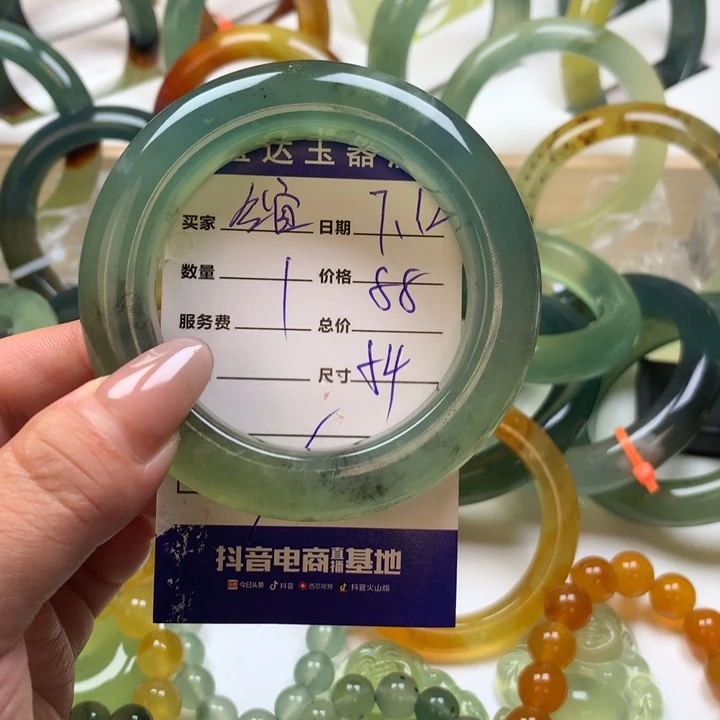 达玉器
买家 日期 7.12
数量 1 价格 88
服务费 总价
尺寸 54
抖音电商直播基地
今日头条 抖音 西瓜视频 抖音火山版